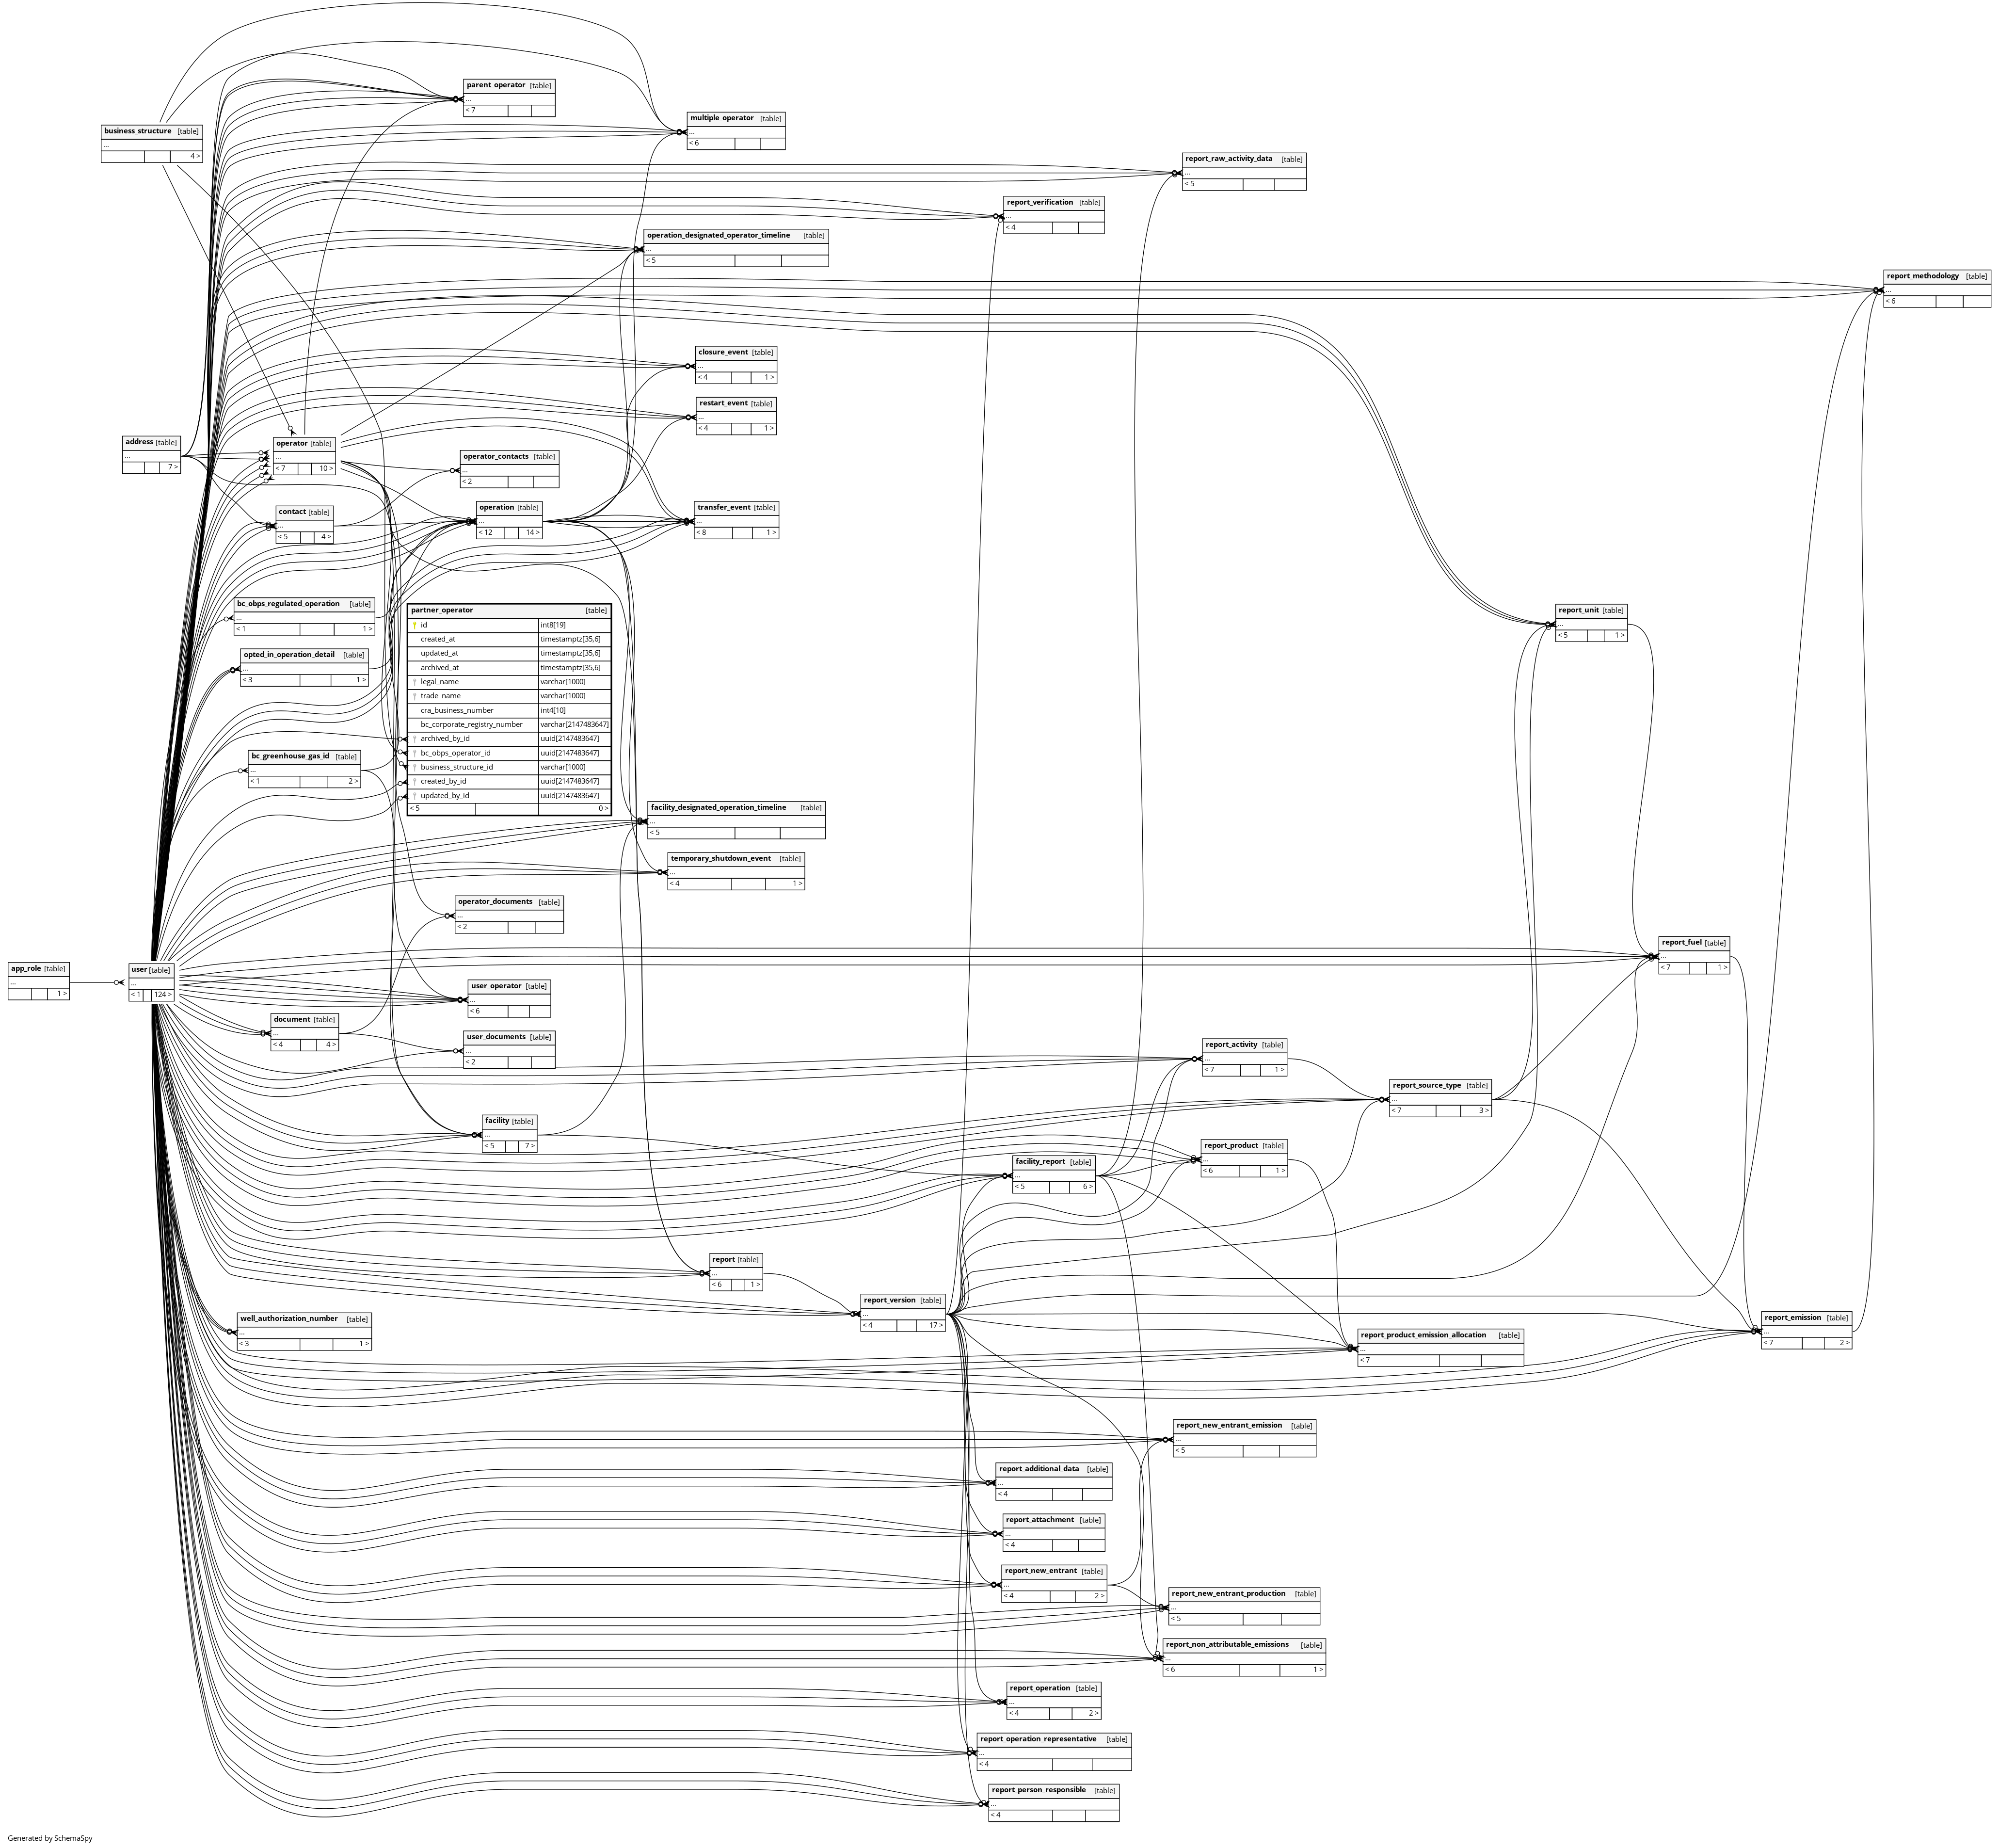 parent_operator [table]
...
< 7
multiple_operator [table]
...
< 6
business_structure [table]
...
4 >
report_raw_activity_data [table]
...
< 5
report_verification [table]
...
< 4
operation_designated_operator_timeline [table]
...
< 5
report_methodology [table]
...
< 6
closure_event [table]
...
< 4 1 >
restart_event [table]
...
< 4 1 >
address [table]
...
7 >
operator [table]
...
< 7 10 >
operator_contacts [table]
...
< 2
contact [table]
...
< 5 4 >
operation [table]
...
< 12 14 >
transfer_event [table]
...
< 8 1 >
bc_obps_regulated_operation [table]
...
< 1 1 >
opted_in_operation_detail [table]
...
< 3 1 >
bc_greenhouse_gas_id [table]
...
< 1 2 >
partner_operator [table]
id int8[19]
created_at timestamptz[35,6]
updated_at timestamptz[35,6]
archived_at timestamptz[35,6]
legal_name varchar[1000]
trade_name varchar[1000]
cra_business_number int4[10]
bc_corporate_registry_number varchar[2147483647]
archived_by_id uuid[2147483647]
bc_obps_operator_id uuid[2147483647]
business_structure_id varchar[1000]
created_by_id uuid[2147483647]
updated_by_id uuid[2147483647]
< 5 0 >
report_unit [table]
...
< 5 1 >
facility_designated_operation_timeline [table]
...
< 5
temporary_shutdown_event [table]
...
< 4 1 >
operator_documents [table]
...
< 2
report_fuel [table]
...
< 7 1 >
app_role [table]
...
1 >
user [table]
...
< 1 124 >
user_operator [table]
...
< 6
document [table]
...
< 4 4 >
user_documents [table]
...
< 2
report_activity [table]
...
< 7 1 >
report_source_type [table]
...
< 7 3 >
facility [table]
...
< 5 7 >
report_product [table]
...
< 6 1 >
facility_report [table]
...
< 5 6 >
report [table]
...
< 6 1 >
report_version [table]
...
< 4 17 >
well_authorization_number [table]
...
< 3 1 >
report_product_emission_allocation [table]
...
< 7
report_emission [table]
...
< 7 2 >
report_new_entrant_emission [table]
...
< 5
report_additional_data [table]
...
< 4
report_attachment [table]
...
< 4
report_new_entrant [table]
...
< 4 2 >
report_new_entrant_production [table]
...
< 5
report_non_attributable_emissions [table]
...
< 6 1 >
report_operation [table]
...
< 4 2 >
report_operation_representative [table]
...
< 4
report_person_responsible [table]
...
< 4
Generated by SchemaSpy